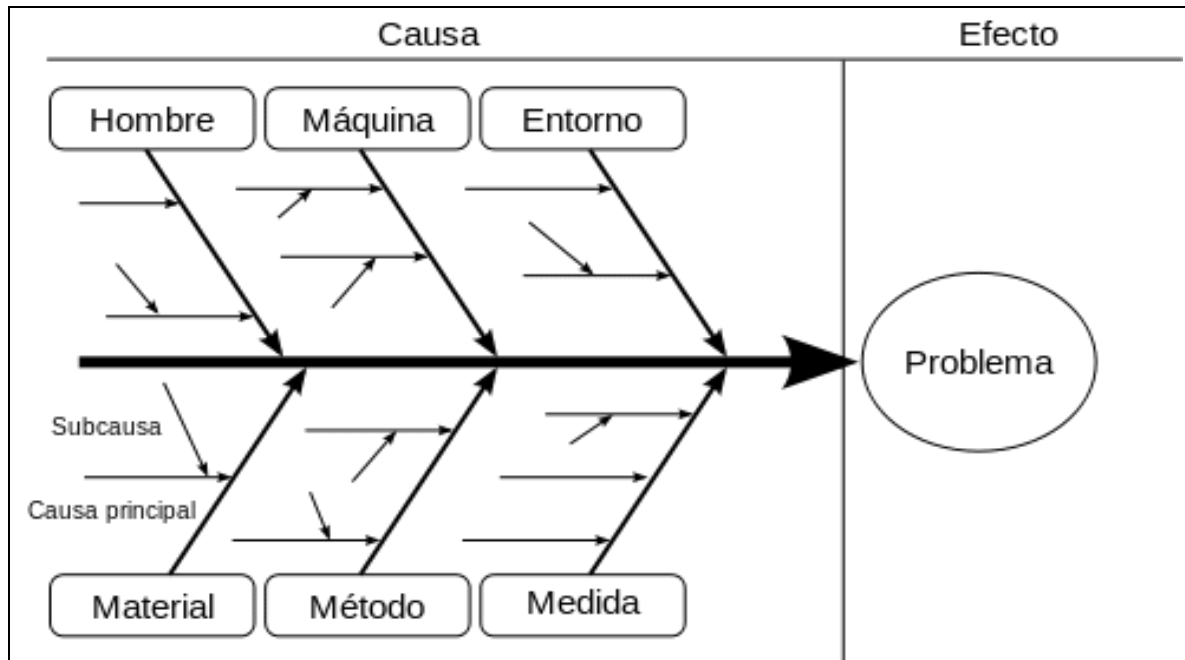 Causa
Efecto
Hombre
Máquina
Entorno
Problema
Subcausa
Causa principal
Material
Método
Medida